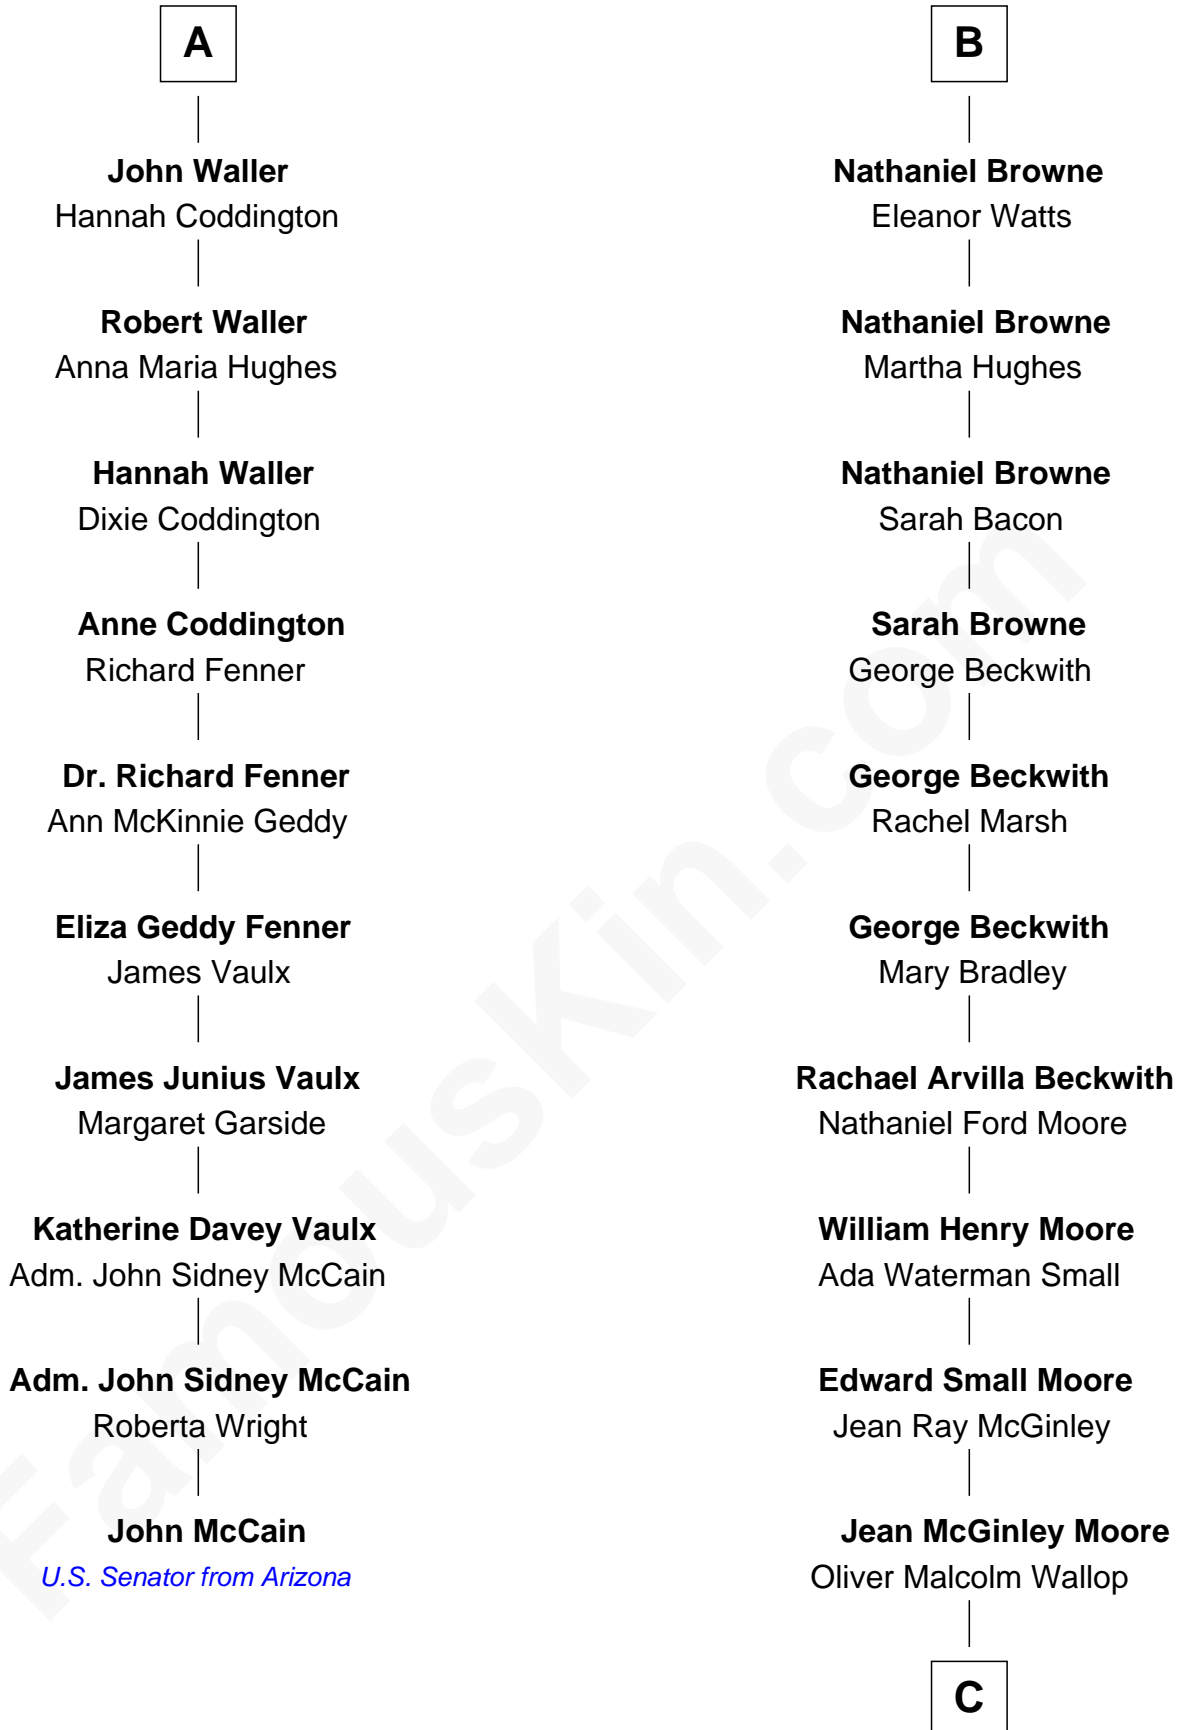 A
John Waller
Hannah Coddington
Robert Waller
Anna Maria Hughes
Hannah Waller
Dixie Coddington
Anne Coddington
Richard Fenner
Dr. Richard Fenner
Ann McKinnie Geddy
Eliza Geddy Fenner
James Vaulx
James Junius Vaulx
Margaret Garside
Katherine Davey Vaulx
Adm. John Sidney McCain
Adm. John Sidney McCain
Roberta Wright
John McCain
U.S. Senator from Arizona
B
Nathaniel Browne
Eleanor Watts
Nathaniel Browne
Martha Hughes
Nathaniel Browne
Sarah Bacon
Sarah Browne
George Beckwith
George Beckwith
Rachel Marsh
George Beckwith
Mary Bradley
Rachael Arvilla Beckwith
Nathaniel Ford Moore
William Henry Moore
Ada Waterman Small
Edward Small Moore
Jean Ray McGinley
Jean McGinley Moore
Oliver Malcolm Wallop
C
FamousKin.com